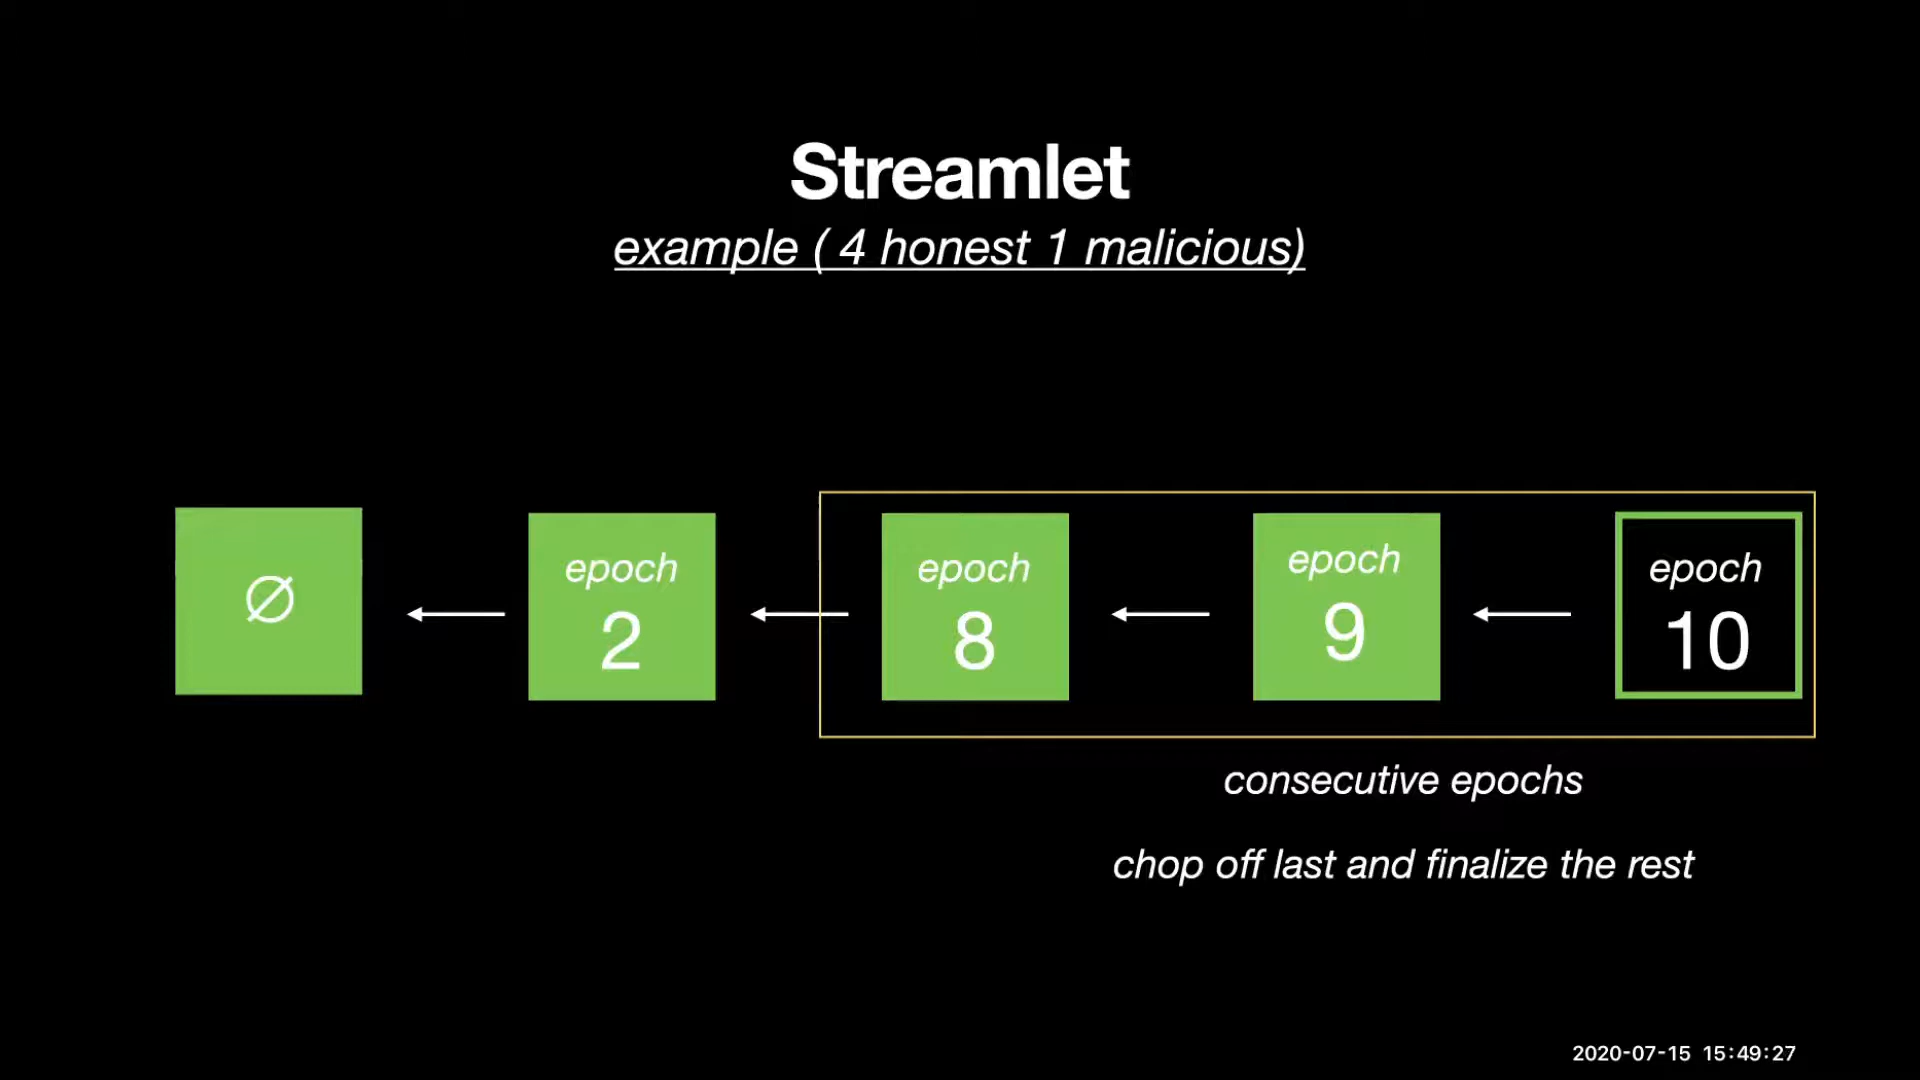 Streamlet
example ( 4 honest 1 malicious)
∅
epoch
2
epoch
8
epoch
9
epoch
10
consecutive epochs
chop off last and finalize the rest
2020-07-15 15:49:27